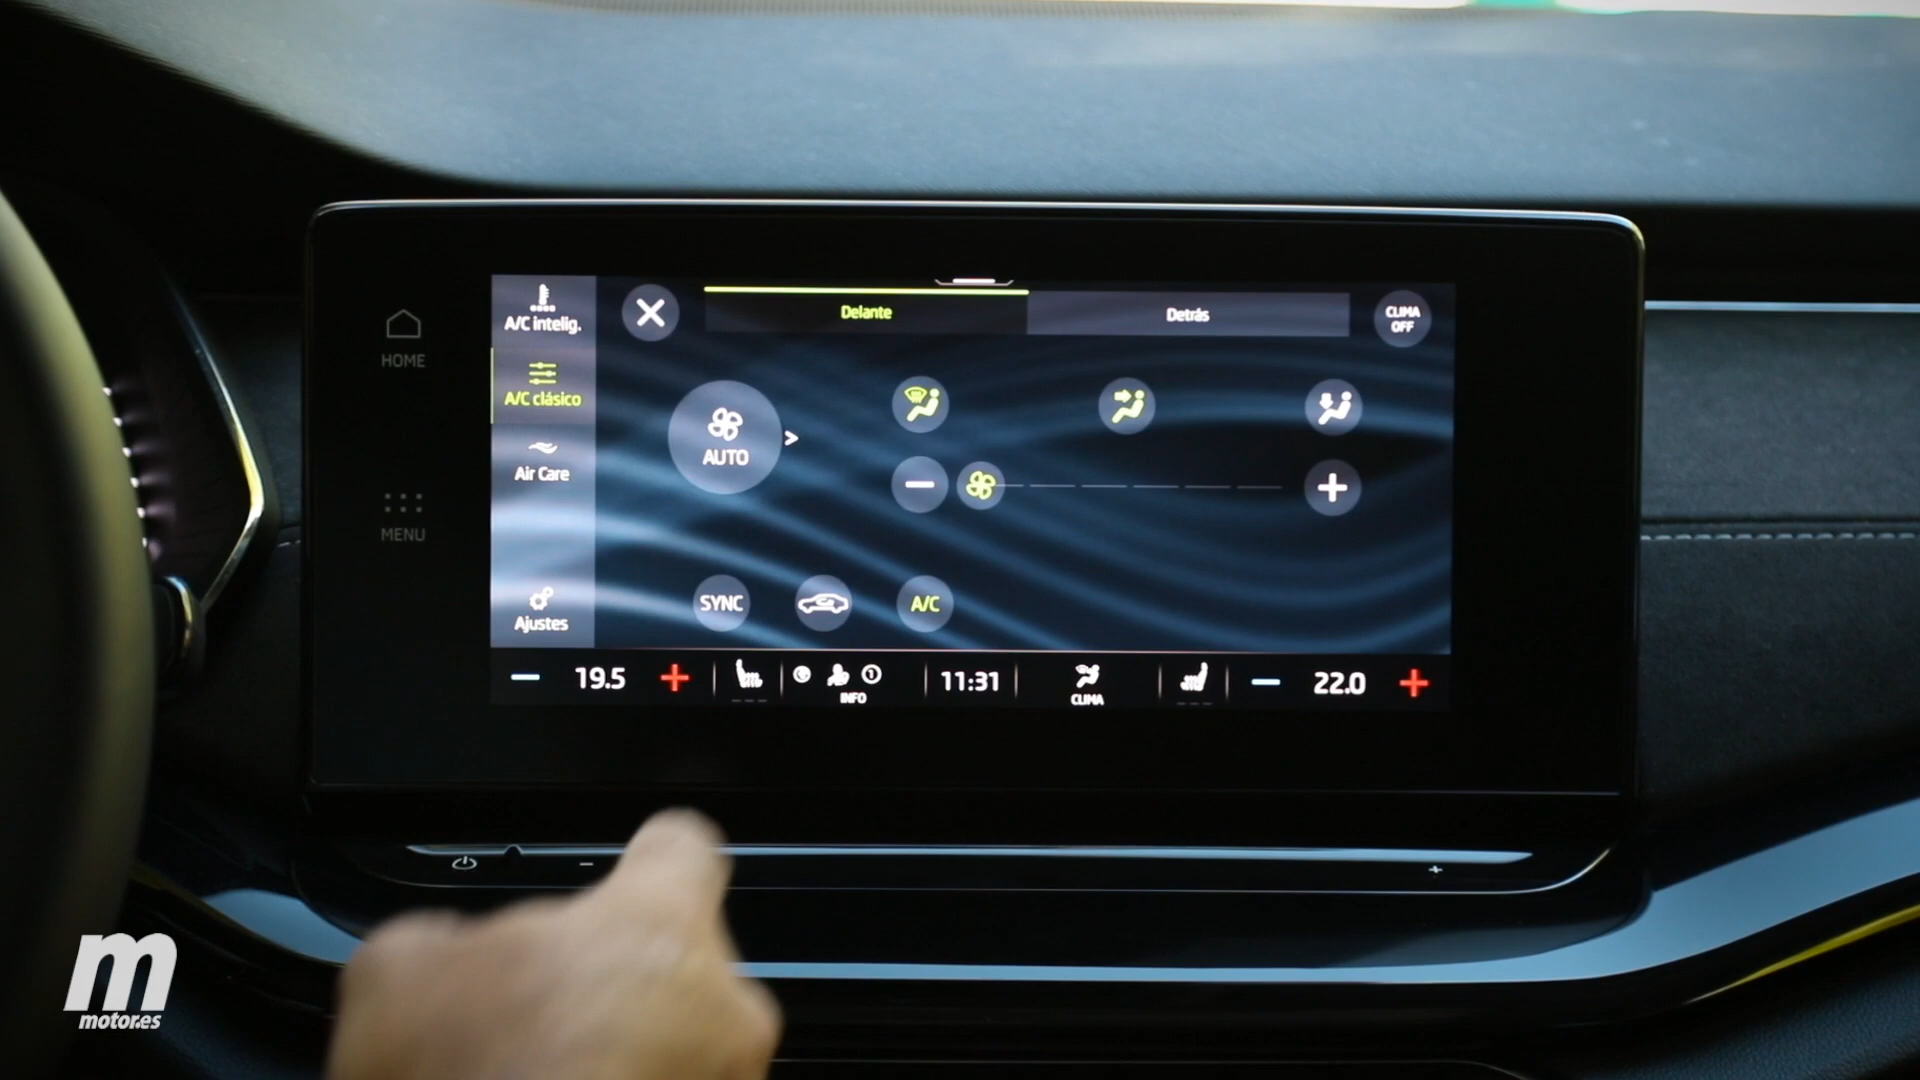 HOME
MENU
A/C intelig.
A/C clásico
Air Care
Ajustes
Delante
Detrás
CLIMA
OFF
AUTO
SYNC
A/C
19.5
INFO
1
11:31
CLIMA
22.0
m
motor.es